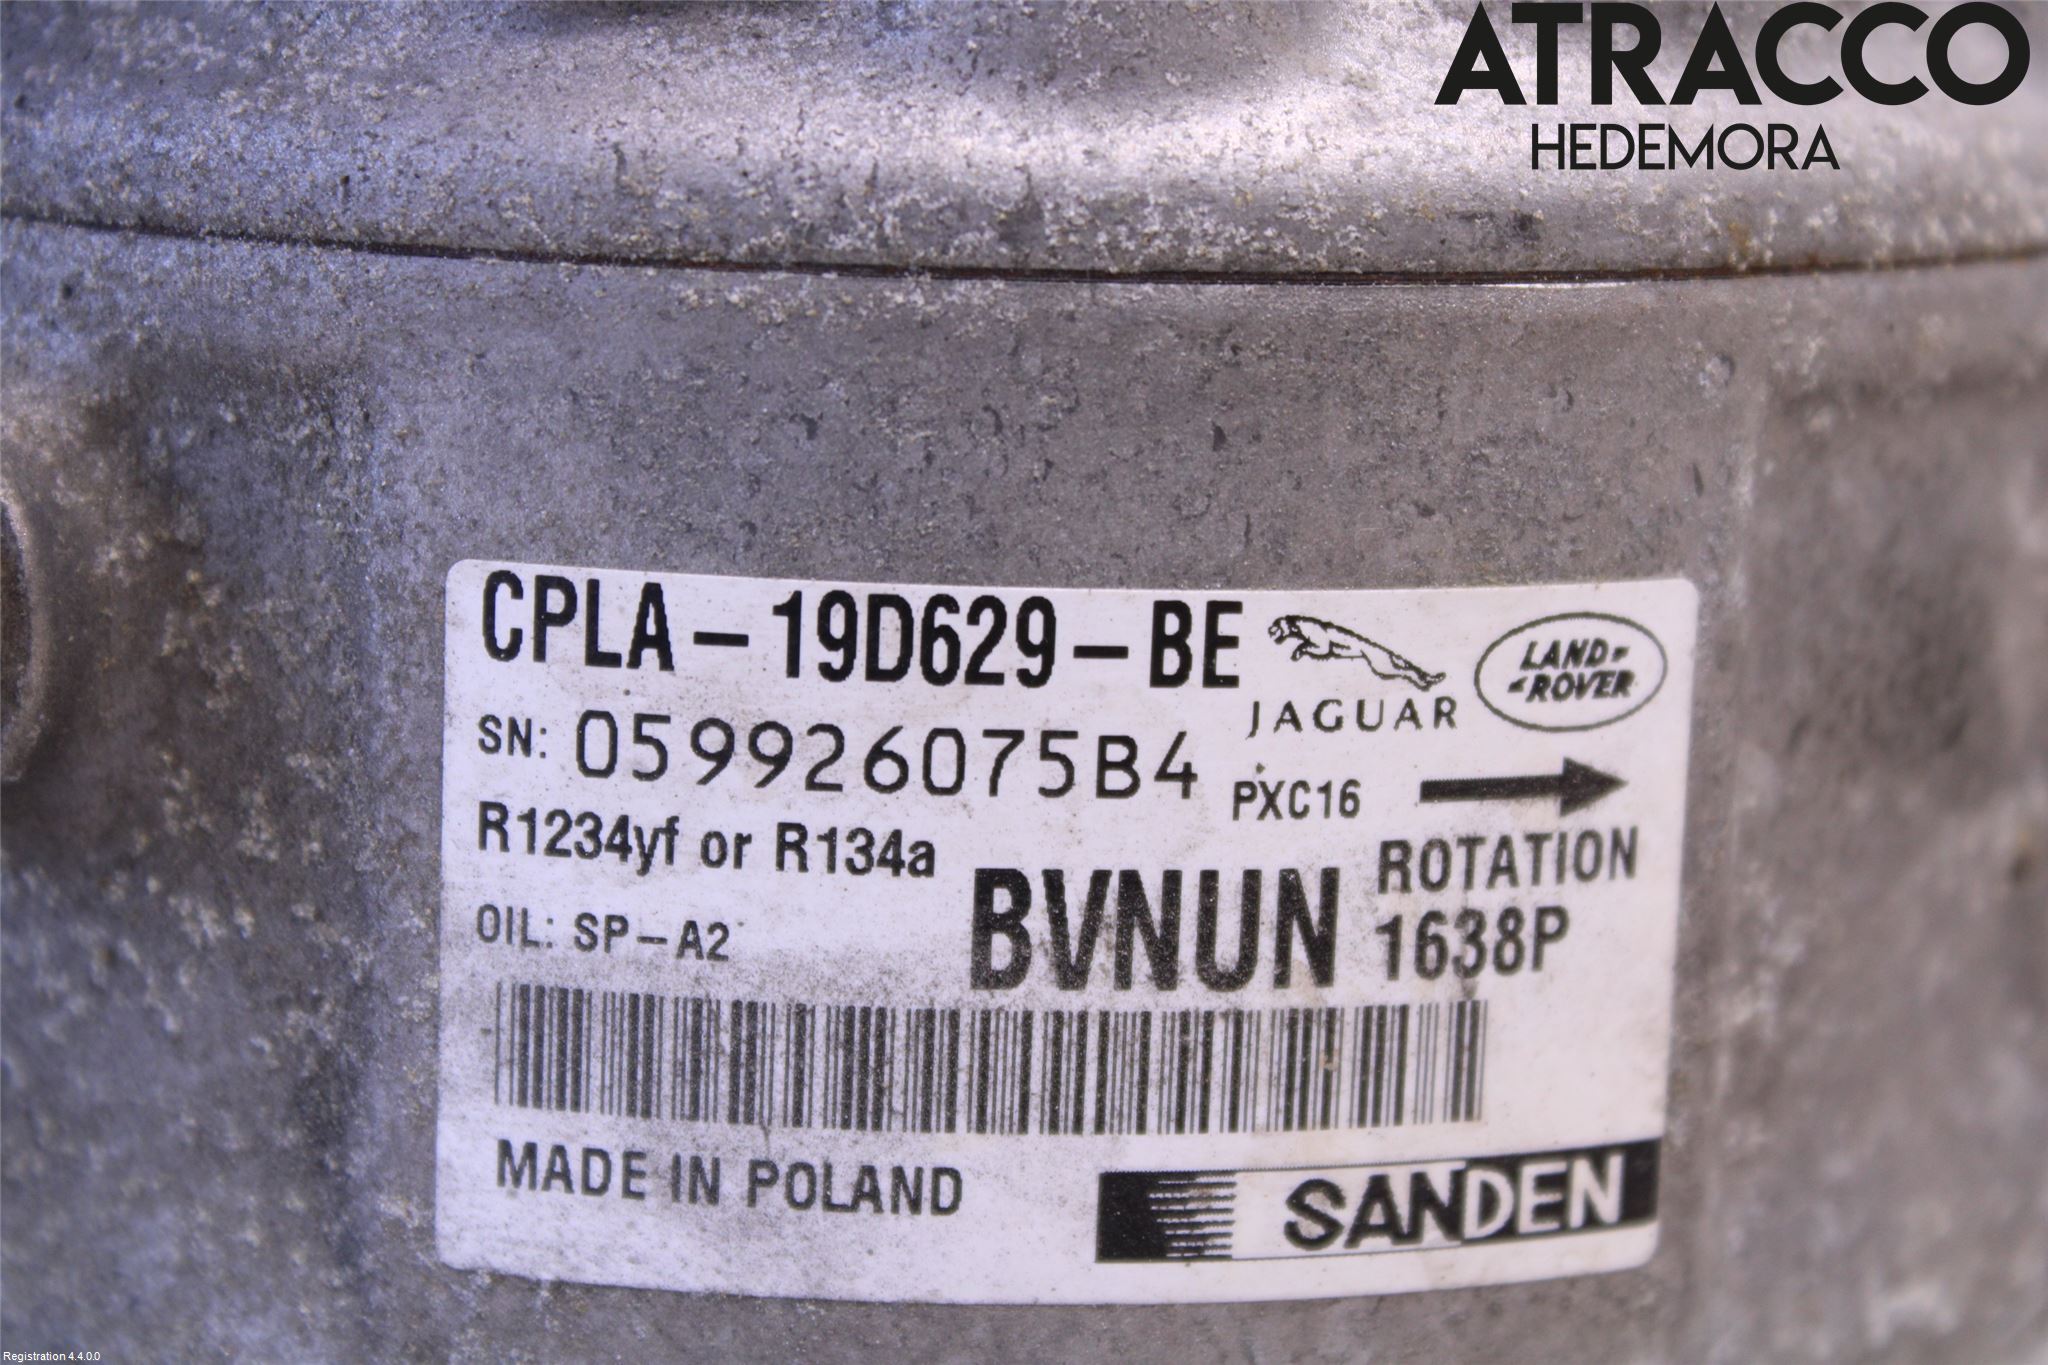 ATRACCO
HEDEMORA
CPLA-19D629-BE
JAGUAR
LAND
ROVER
SN: 059926075B4
PXC16
R1234yf or R134a
ROTATION
BVNUN
1638P
OIL: SP-A2
MADE IN POLAND
SANDEN
Registration 4.4.0.0